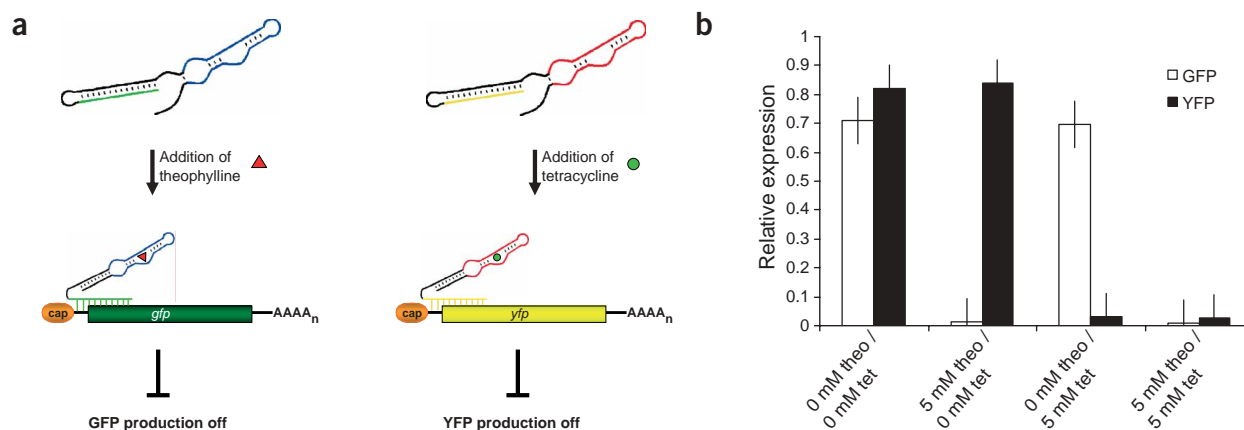 a
Addition of
theophylline
Addition of
tetracycline
cap
gfp
AAAAn
cap
yfp
AAAAn
GFP production off
YFP production off
b
Relative expression
1
0.9
0.8
0.7
0.6
0.5
0.4
0.3
0.2
0.1
0
GFP
YFP
0 mM theo /
0 mM tet
5 mM theo /
0 mM tet
0 mM theo /
5 mM tet
5 mM theo /
5 mM tet